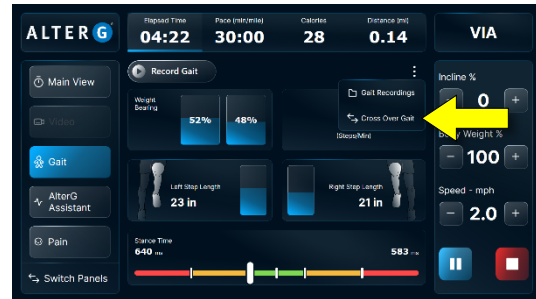 ALTERG
Elapsed Time
04:22
Pace (min/mile)
30:00
Calories
28
Distance (mi)
0.14
VIA
Main View
Video
Gait
AlterG
Assistant
Pain
Switch Panels
Record Gait
Gait Recordings
Cross Over Gait
Weight
Bearing
52%
48%
(Steps/Min)
Left Step Length
23 in
Right Step Length
21 in
Stance Time
640 ms
583 ms
Incline %
0 +
Body Weight %
- 100 +
Speed - mph
- 2.0 +